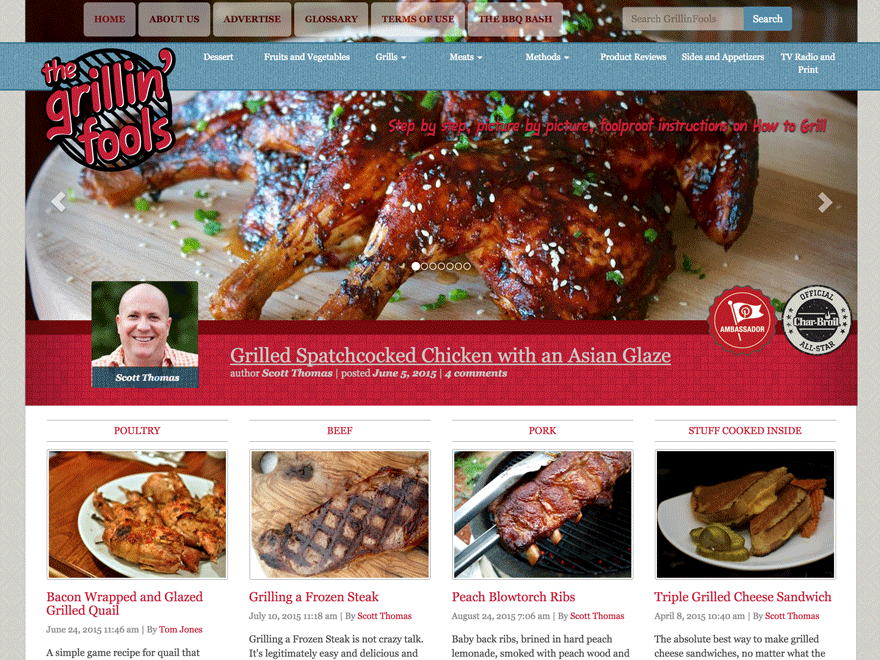 HOME ABOUT US ADVERTISE GLOSSARY TERMS OF USE THE BBQ BASH Search GrillinFools Search
the
grillin'
fools
Dessert Fruits and Vegetables Grills Meats Methods Product Reviews Sides and Appetizers TV Radio and
Print
Step by step, picture by picture, foolproof instructions on How to Grill
AMBASSADOR
OFFICIAL
Char-Broil
ALL-STAR
Scott Thomas
Grilled Spatchcocked Chicken with an Asian Glaze
author Scott Thomas | posted June 5, 2015 | 4 comments
POULTRY BEEF PORK STUFF COOKED INSIDE
Bacon Wrapped and Glazed
Grilled Quail
June 24, 2015 11:46 am | By Tom Jones
A simple game recipe for quail that
Grilling a Frozen Steak
July 10, 2015 11:18 am | By Scott Thomas
Grilling a Frozen Steak is not crazy talk.
It's legitimately easy and delicious and
Peach Blowtorch Ribs
August 24, 2015 7:06 am | By Scott Thomas
Baby back ribs, brined in hard peach
lemonade, smoked with peach wood and
Triple Grilled Cheese Sandwich
April 8, 2015 10:40 am | By Scott Thomas
The absolute best way to make grilled
cheese sandwiches, no matter what the